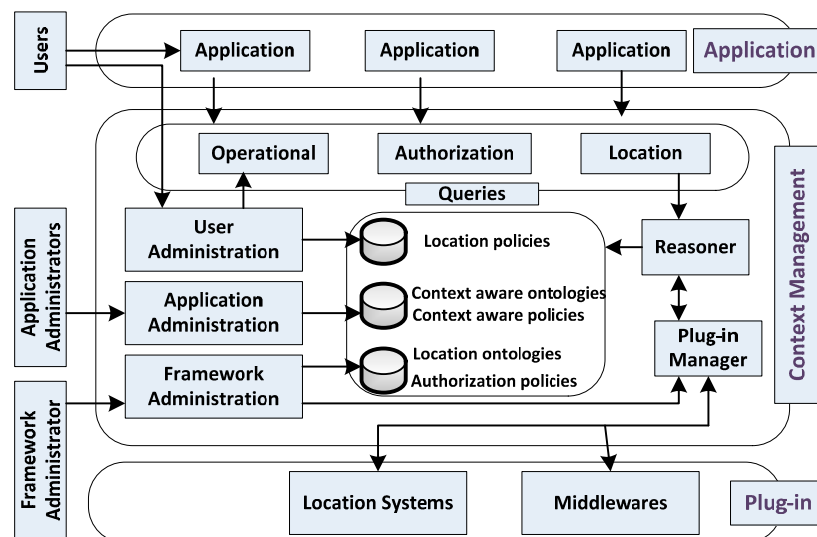 Users
Application
Application
Application
Application
Operational
Authorization
Location
Queries
User
Administration
Location policies
Reasoner
Context Management
Application
Administrators
Application
Administration
Context aware ontologies
Context aware policies
Plug-in
Manager
Framework
Administration
Location ontologies
Authorization policies
Framework
Administrator
Location Systems
Middlewares
Plug-in